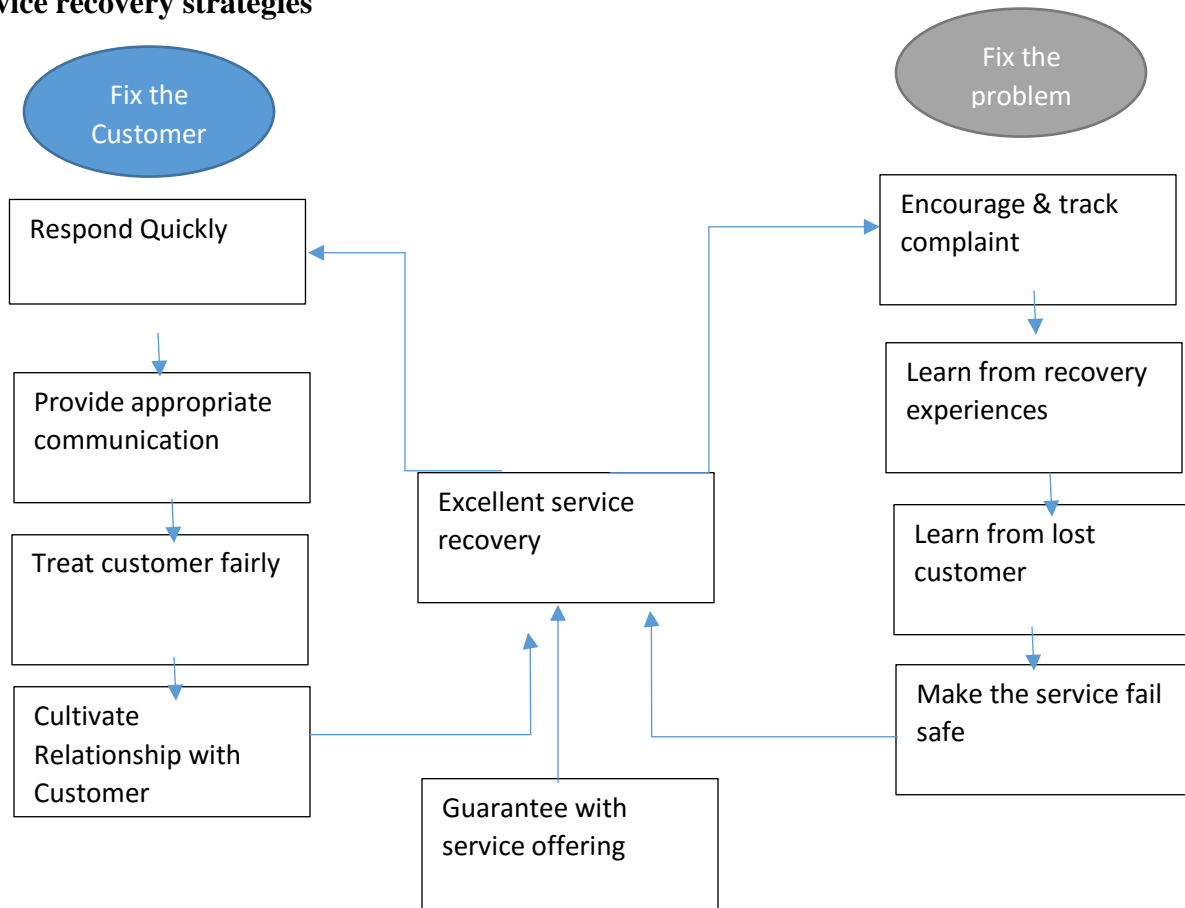 vice recovery strategies
Fix the
Customer
Fix the
problem
Respond Quickly
Encourage & track
complaint
Provide appropriate
communication
Learn from recovery
experiences
Excellent service
recovery
Treat customer fairly
Learn from lost
customer
Cultivate
Relationship with
Customer
Make the service fail
safe
Guarantee with
service offering